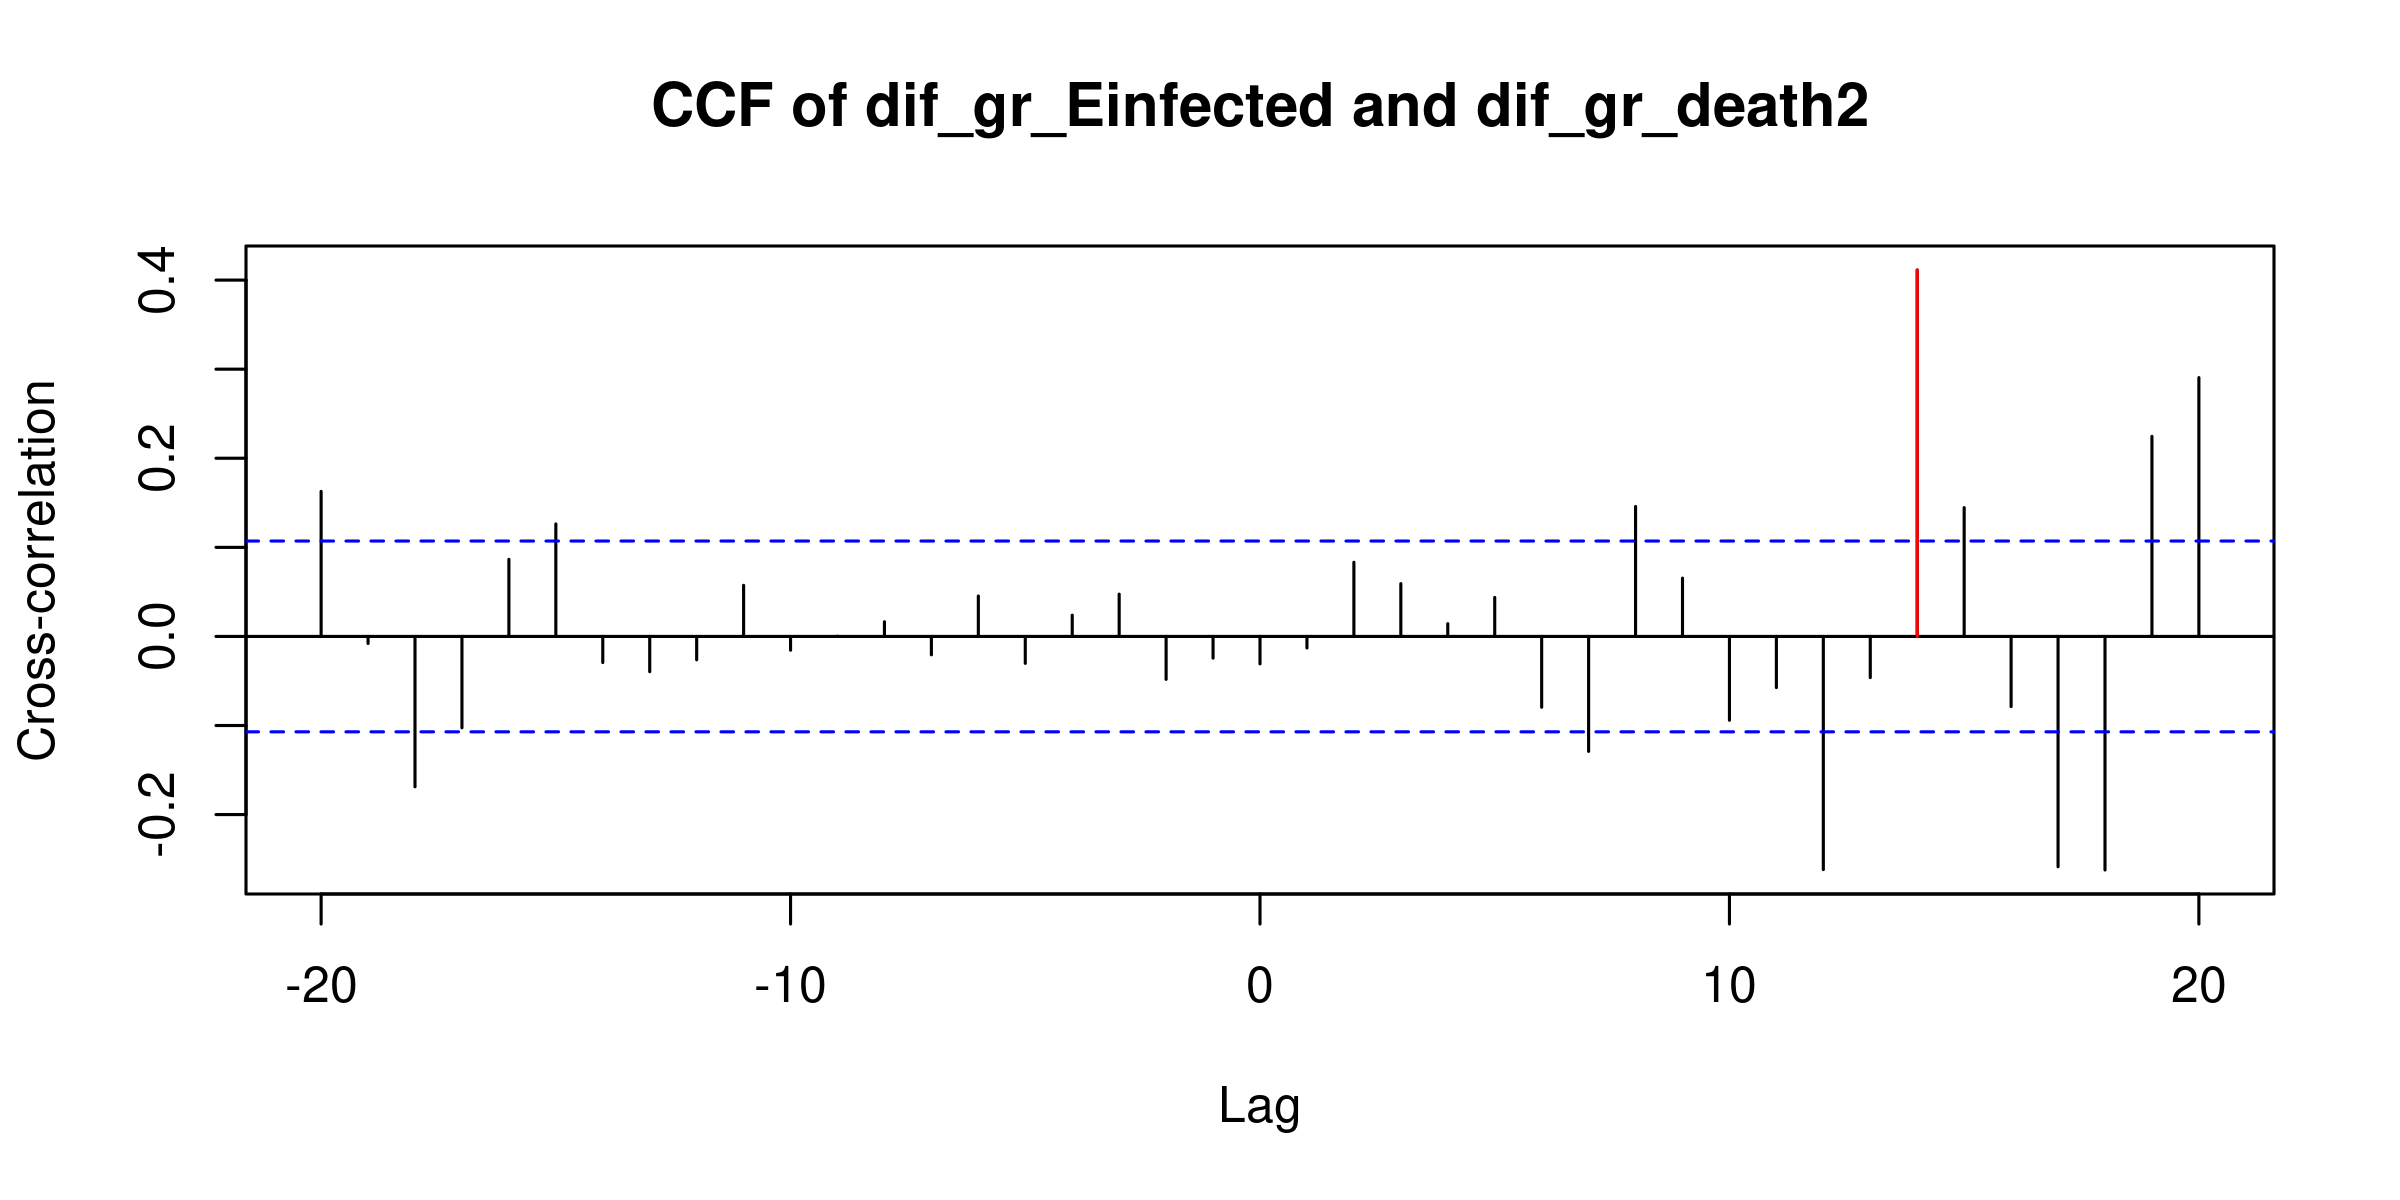 CCF of dif_gr_Einfected and dif_gr_death2
Cross-correlation
0.4
0.2
0.0
-0.2
-20 -10 0 10 20
Lag